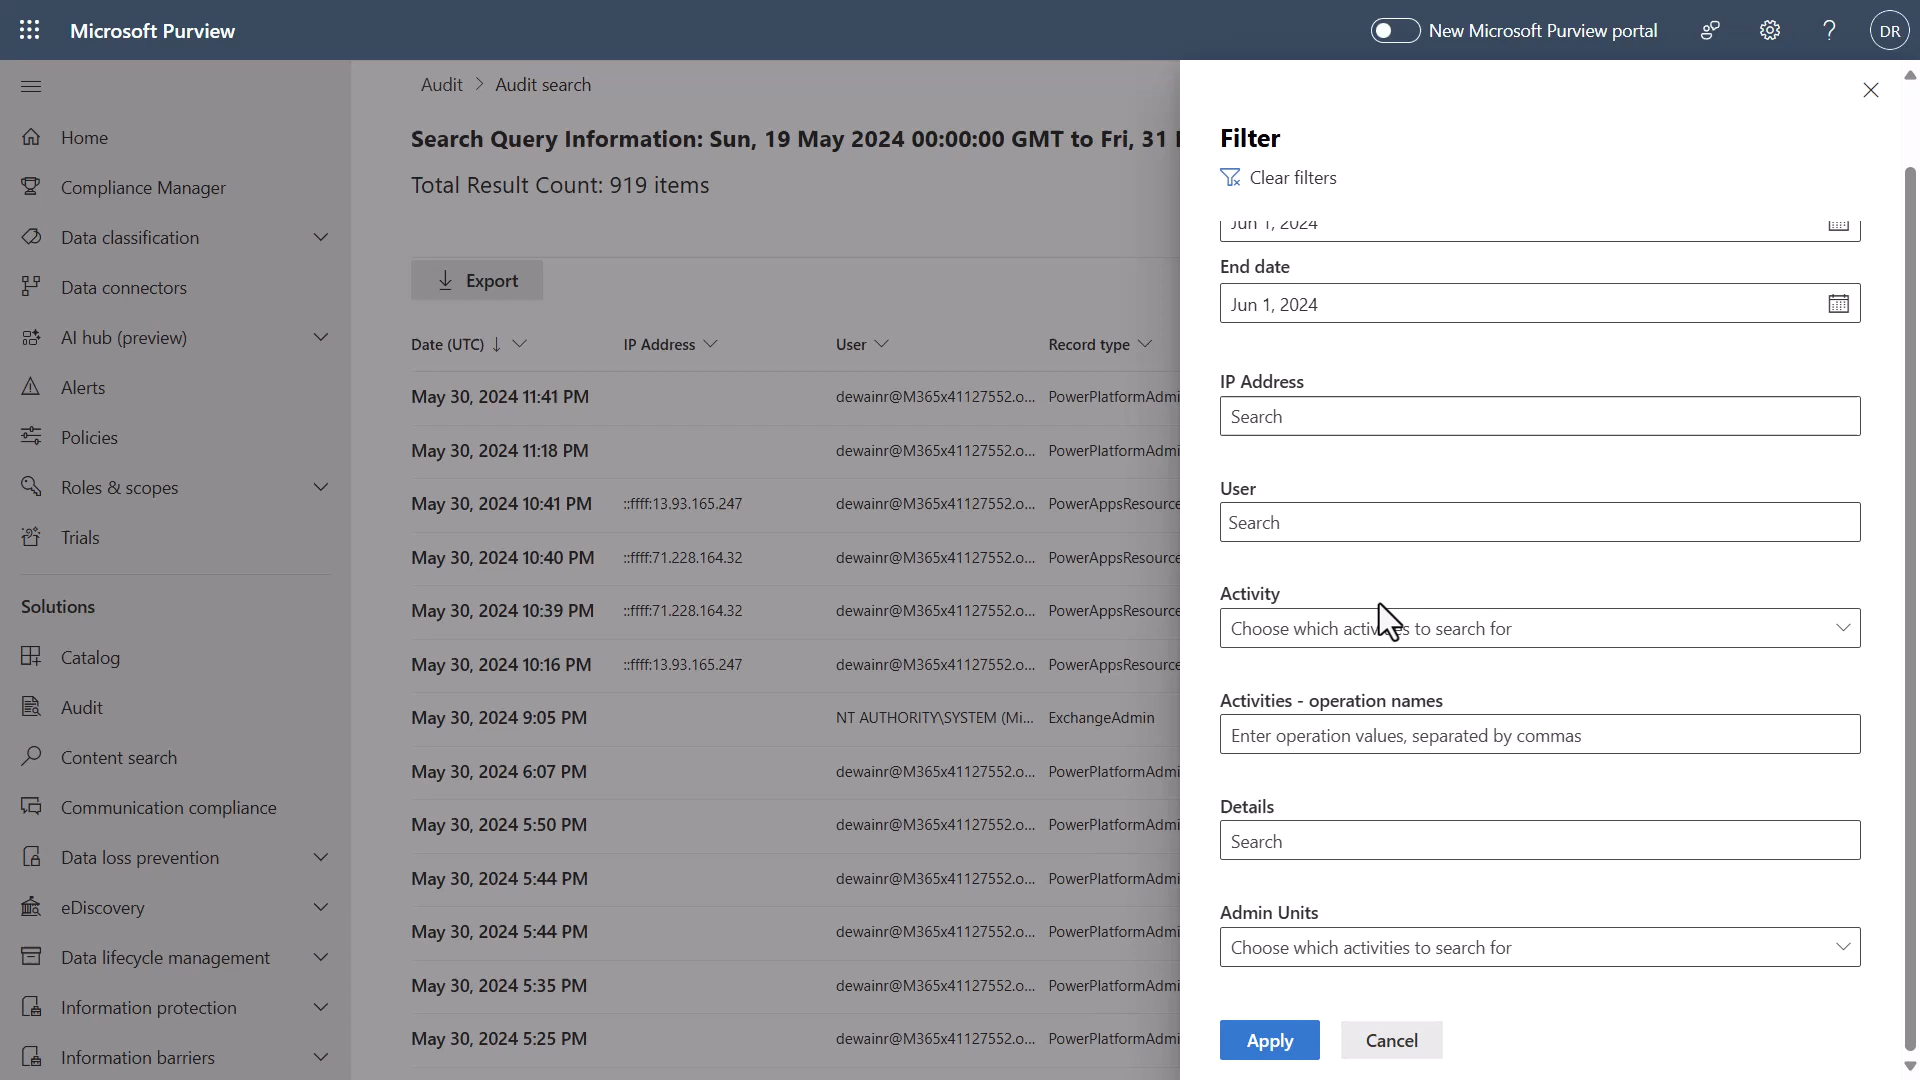 Microsoft Purview
New Microsoft Purview portal
DR
Home
Compliance Manager
Data classification
Data connectors
AI hub (preview)
Alerts
Policies
Roles & scopes
Trials
Solutions
Catalog
Audit
Content search
Communication compliance
Data loss prevention
eDiscovery
Data lifecycle management
Information protection
Information barriers
Audit > Audit search
Search Query Information: Sun, 19 May 2024 00:00:00 GMT to Fri, 31
Total Result Count: 919 items
Export
Date (UTC) IP Address User Record type
May 30, 2024 11:41 PM dewainr@M365x41127552.o... PowerPlatformAdmi
May 30, 2024 11:18 PM dewainr@M365x41127552.o... PowerPlatformAdmi
May 30, 2024 10:41 PM ::ffff:13.93.165.247 dewainr@M365x41127552.o... PowerAppsResource
May 30, 2024 10:40 PM ::ffff:71.228.164.32 dewainr@M365x41127552.o... PowerAppsResource
May 30, 2024 10:39 PM ::ffff:71.228.164.32 dewainr@M365x41127552.o... PowerAppsResource
May 30, 2024 10:16 PM ::ffff:13.93.165.247 dewainr@M365x41127552.o... PowerAppsResource
May 30, 2024 9:05 PM NT AUTHORITY\SYSTEM (Mi... ExchangeAdmin
May 30, 2024 6:07 PM dewainr@M365x41127552.o... PowerPlatformAdmi
May 30, 2024 5:50 PM dewainr@M365x41127552.o... PowerPlatformAdmi
May 30, 2024 5:44 PM dewainr@M365x41127552.o... PowerPlatformAdmi
May 30, 2024 5:44 PM dewainr@M365x41127552.o... PowerPlatformAdmi
May 30, 2024 5:35 PM dewainr@M365x41127552.o... PowerPlatformAdmi
May 30, 2024 5:25 PM dewainr@M365x41127552.o... PowerPlatformAdmi
Filter
Clear filters
Jun 1, 2024
End date
Jun 1, 2024
IP Address
Search
User
Search
Activity
Choose which activities to search for
Activities - operation names
Enter operation values, separated by commas
Details
Search
Admin Units
Choose which activities to search for
Apply
Cancel